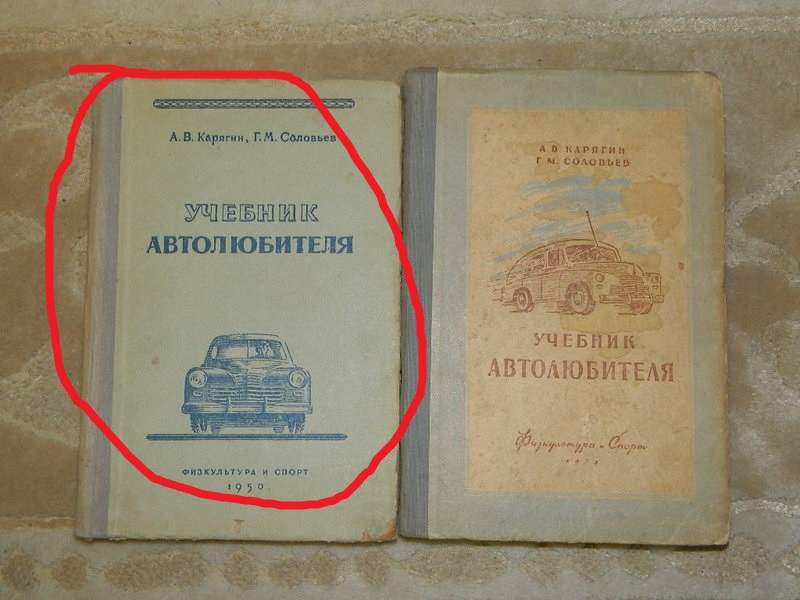 А. В. Карягин, Г. М. Соловьев
УЧЕБНИК
АВТОЛЮБИТЕЛЯ
ФИЗКУЛЬТУРА И СПОРТ
1950
А В КАРЯГИН
Г. М. СОЛОВЬЕВ
УЧЕБНИК
АВТОЛЮБИТЕЛЯ
Физкультура и Спорт